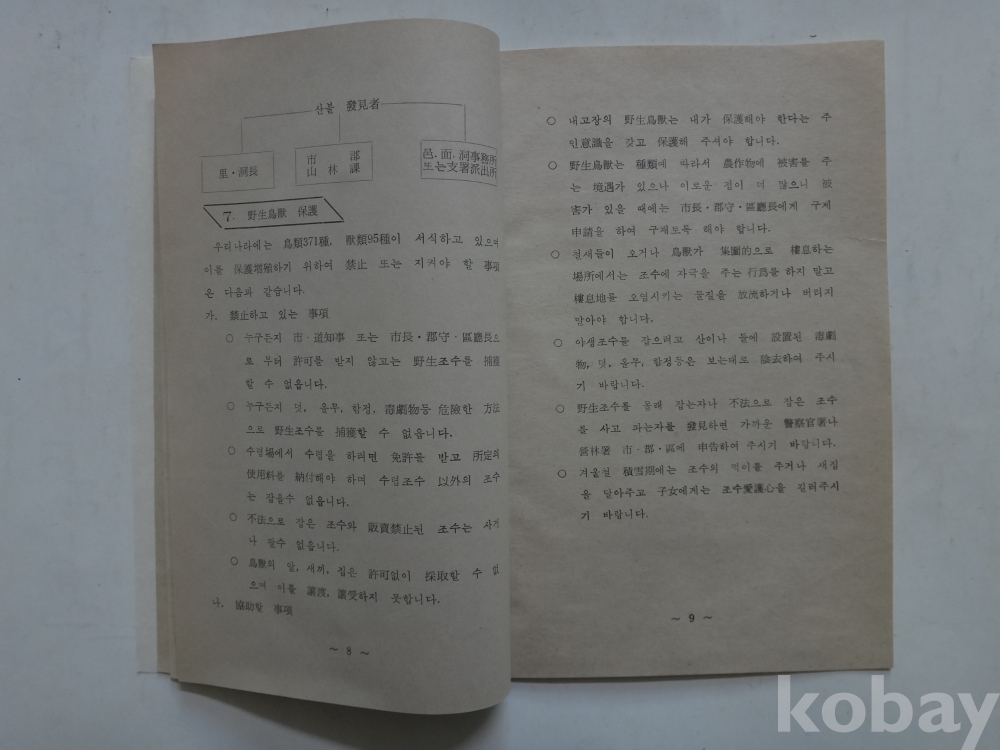 산불 發見者
里・洞長
市 郡
山 林 課
邑. 面. 洞事務所
또는支署派出所
7. 野生鳥獸 保護
우리나라에는 鳥類371種, 獸類95種이 서식하고 있으며
이를 保護增殖하기 위하여 禁止 또는 지켜야 할 事項
은 다음과 같습니다.
가. 禁止하고 있는 事項
○ 누구든지 市・道知事 또는 市長・郡守・區廳長으
로 부터 許可를 받지 않고는 野生조수를 捕獲
할 수 없읍니다.
○ 누구든지 덫, 올무, 함정, 毒劇物등 危險한 方法
으로 野生조수를 捕獲할 수 없읍니다.
○ 수렵場에서 수렵을 하려면 免許를 받고 所定의
使用料를 納付해야 하며 수렵조수 以外의 조수
는 잡을수 없읍니다.
○ 不法으로 잡은 조수와 販賣禁止된 조수는 사거
나 팔수 없읍니다.
○ 鳥獸의 알, 새끼, 집은 許可없이 採取할 수 없
으며 이를 讓渡, 讓受하지 못합니다.
나. 協助할 事項
~ 8 ~
○ 내고장의 野生鳥獸는 내가 保護해야 한다는 주
인意識을 갖고 保護해 주셔야 합니다.
○ 野生鳥獸는 種類에 따라서 農作物에 被害를 주
는 境遇가 있으나 이로운 점이 더 많으니 被
害가 있을 때에는 市長・郡守・區廳長에게 구제
申請을 하여 구제토록 해야 합니다.
○ 철새들이 오거나 鳥獸가 集團的으로 棲息하는
場所에서는 조수에 자극을 주는 行爲를 하지 말고
棲息地를 오염시키는 물질을 放流하거나 버리지
말아야 합니다.
○ 야생조수를 잡으려고 산이나 들에 設置된 毒劇
物, 덫, 올무, 함정등은 보는대로 除去하여 주시
기 바랍니다.
○ 野生조수를 몰래 잡는자나 不法으로 잡은 조수
를 사고 파는자를 發見하면 가까운 警察官署나
營林署 市・郡・區에 申告하여 주시기 바랍니다.
○ 겨울철 積雪期에는 조수의 먹이를 주거나 새집
을 달아주고 子女에게는 조수愛護心을 길러주시
기 바랍니다.
~ 9 ~
kobay